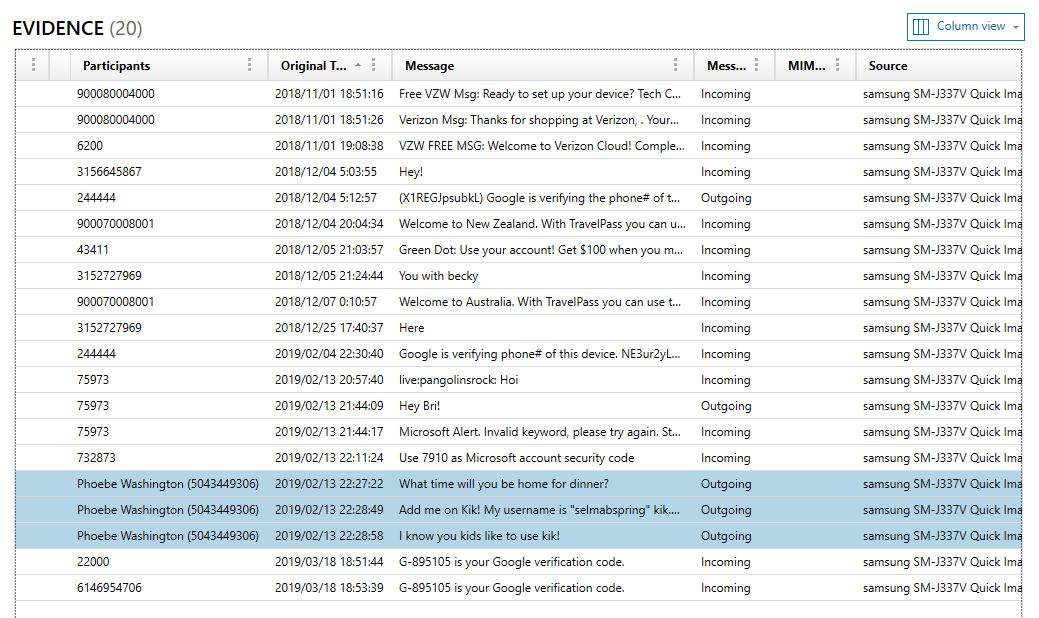 EVIDENCE (20)
Column view
Participants Original T... Message Mess... MIM... Source
900080004000 2018/11/01 18:51:16 Free VZW Msg: Ready to set up your device? Tech C... Incoming samsung SM-J337V Quick Ima
900080004000 2018/11/01 18:51:26 Verizon Msg: Thanks for shopping at Verizon, . Your... Incoming samsung SM-J337V Quick Ima
6200 2018/11/01 19:08:38 VZW FREE MSG: Welcome to Verizon Cloud! Comple... Incoming samsung SM-J337V Quick Ima
3156645867 2018/12/04 5:03:55 Hey! Incoming samsung SM-J337V Quick Ima
244444 2018/12/04 5:12:57 (X1REGJpsubkL) Google is verifying the phone# of t... Outgoing samsung SM-J337V Quick Ima
900070008001 2018/12/04 20:04:34 Welcome to New Zealand. With TravelPass you can u... Incoming samsung SM-J337V Quick Ima
43411 2018/12/05 21:03:57 Green Dot: Use your account! Get $100 when you m... Incoming samsung SM-J337V Quick Ima
3152727969 2018/12/05 21:24:44 You with becky Incoming samsung SM-J337V Quick Ima
900070008001 2018/12/07 0:10:57 Welcome to Australia. With TravelPass you can use t... Incoming samsung SM-J337V Quick Ima
3152727969 2018/12/25 17:40:37 Here Incoming samsung SM-J337V Quick Ima
244444 2019/02/04 22:30:40 Google is verifying phone# of this device. NE3ur2yL... Incoming samsung SM-J337V Quick Ima
75973 2019/02/13 20:57:40 live:pangolinsrock: Hoi Incoming samsung SM-J337V Quick Ima
75973 2019/02/13 21:44:09 Hey Bri! Outgoing samsung SM-J337V Quick Ima
75973 2019/02/13 21:44:17 Microsoft Alert. Invalid keyword, please try again. St... Incoming samsung SM-J337V Quick Ima
732873 2019/02/13 22:11:24 Use 7910 as Microsoft account security code Incoming samsung SM-J337V Quick Ima
Phoebe Washington (5043449306) 2019/02/13 22:27:22 What time will you be home for dinner? Outgoing samsung SM-J337V Quick Ima
Phoebe Washington (5043449306) 2019/02/13 22:28:49 Add me on Kik! My username is "selmabspring" kik.... Outgoing samsung SM-J337V Quick Ima
Phoebe Washington (5043449306) 2019/02/13 22:28:58 I know you kids like to use kik! Outgoing samsung SM-J337V Quick Ima
22000 2019/03/18 18:51:44 G-895105 is your Google verification code. Incoming samsung SM-J337V Quick Ima
6146954706 2019/03/18 18:53:39 G-895105 is your Google verification code. Incoming samsung SM-J337V Quick Ima